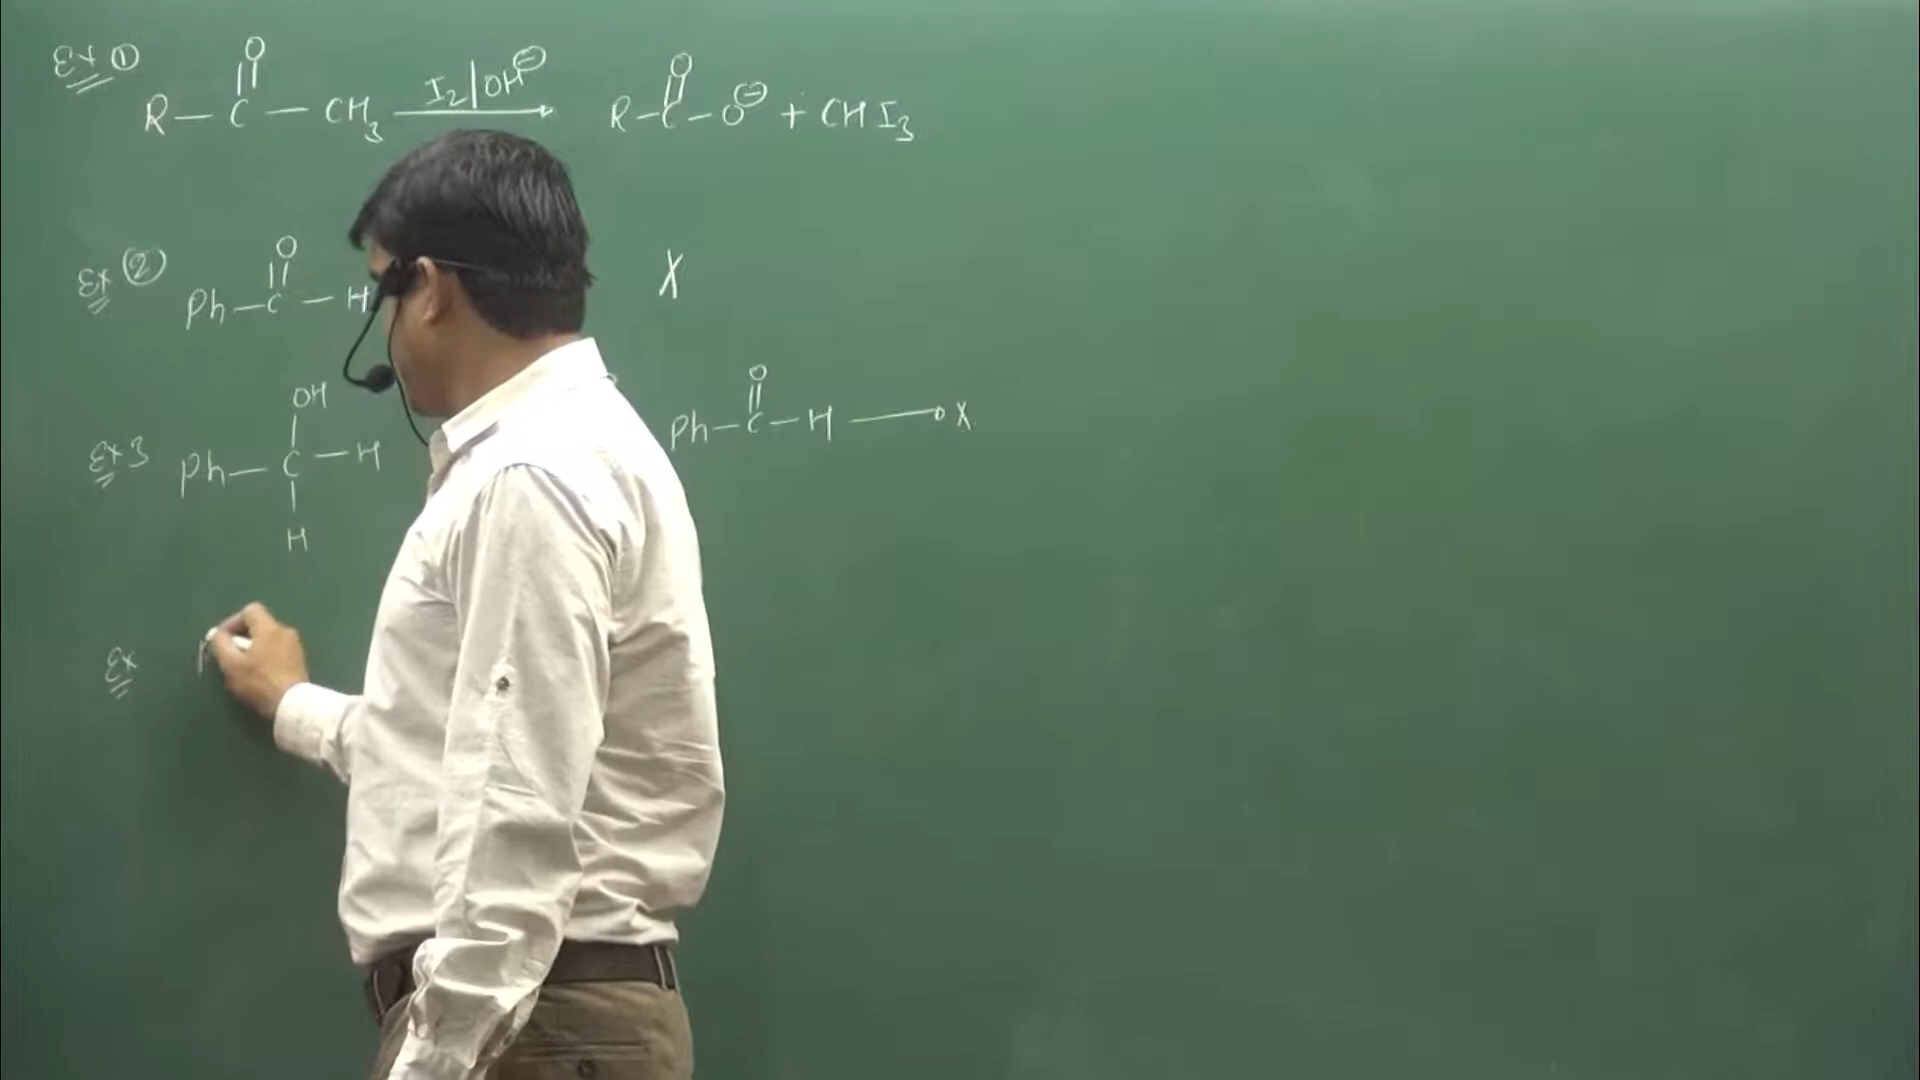 Ex ① R—C(=O)—CH₃ —I₂/OH⊖→ R—C(=O)—O⊖ + CHI₃
Ex ② Ph—C(=O)—H X
Ex 3 Ph—C(OH)(H)—H Ph—C(=O)—H → X
Ex